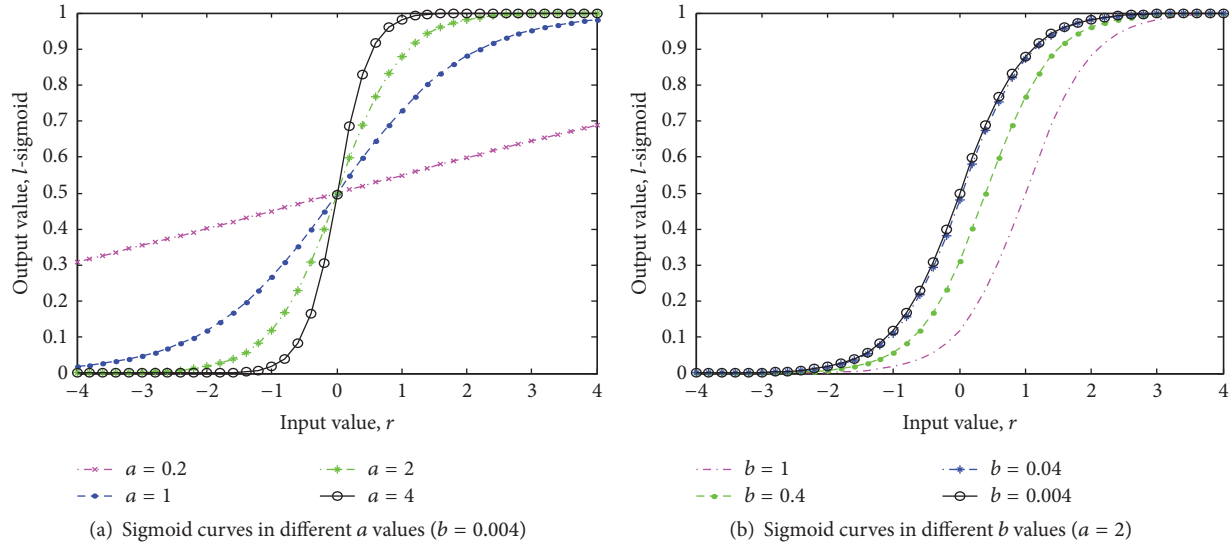 1
0.9
0.8
0.7
0.6
0.5
0.4
0.3
0.2
0.1
0
Output value, l-sigmoid
−4 −3 −2 −1 0 1 2 3 4
Input value, r
a = 0.2
a = 1
a = 2
a = 4
(a) Sigmoid curves in different a values (b = 0.004)
1
0.9
0.8
0.7
0.6
0.5
0.4
0.3
0.2
0.1
0
Output value, l-sigmoid
−4 −3 −2 −1 0 1 2 3 4
Input value, r
b = 1
b = 0.4
b = 0.04
b = 0.004
(b) Sigmoid curves in different b values (a = 2)